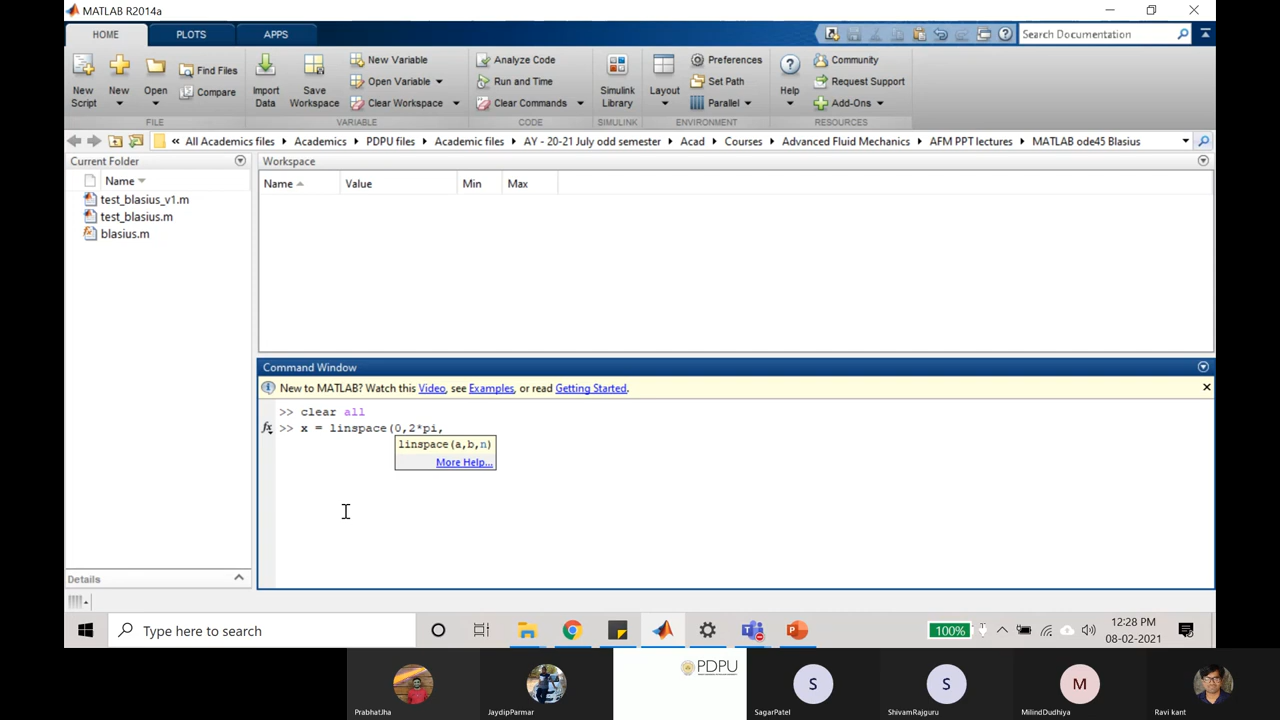 MATLAB R2014a
HOME PLOTS APPS
Search Documentation
New Script
New
Open
Find Files
Compare
Import Data
Save Workspace
New Variable
Open Variable
Clear Workspace
Analyze Code
Run and Time
Clear Commands
Simulink Library
Layout
Preferences
Set Path
Parallel
Help
Community
Request Support
Add-Ons
FILE VARIABLE CODE SIMULINK ENVIRONMENT RESOURCES
« All Academics files Academics PDPU files Academic files AY - 20-21 July odd semester Acad Courses Advanced Fluid Mechanics AFM PPT lectures MATLAB ode45 Blasius
Current Folder
Name
test_blasius_v1.m
test_blasius.m
blasius.m
Details
Workspace
Name Value Min Max
Command Window
New to MATLAB? Watch this Video, see Examples, or read Getting Started.
>> clear all
fx >> x = linspace(0,2*pi,
linspace(a,b,n)
More Help...
Type here to search
100%
12:28 PM
08-02-2021
PrabhatJha
JaydipParmar
PDPU
S
SagarPatel
S
ShivamRajguru
M
MilindDudhiya
Ravi kant